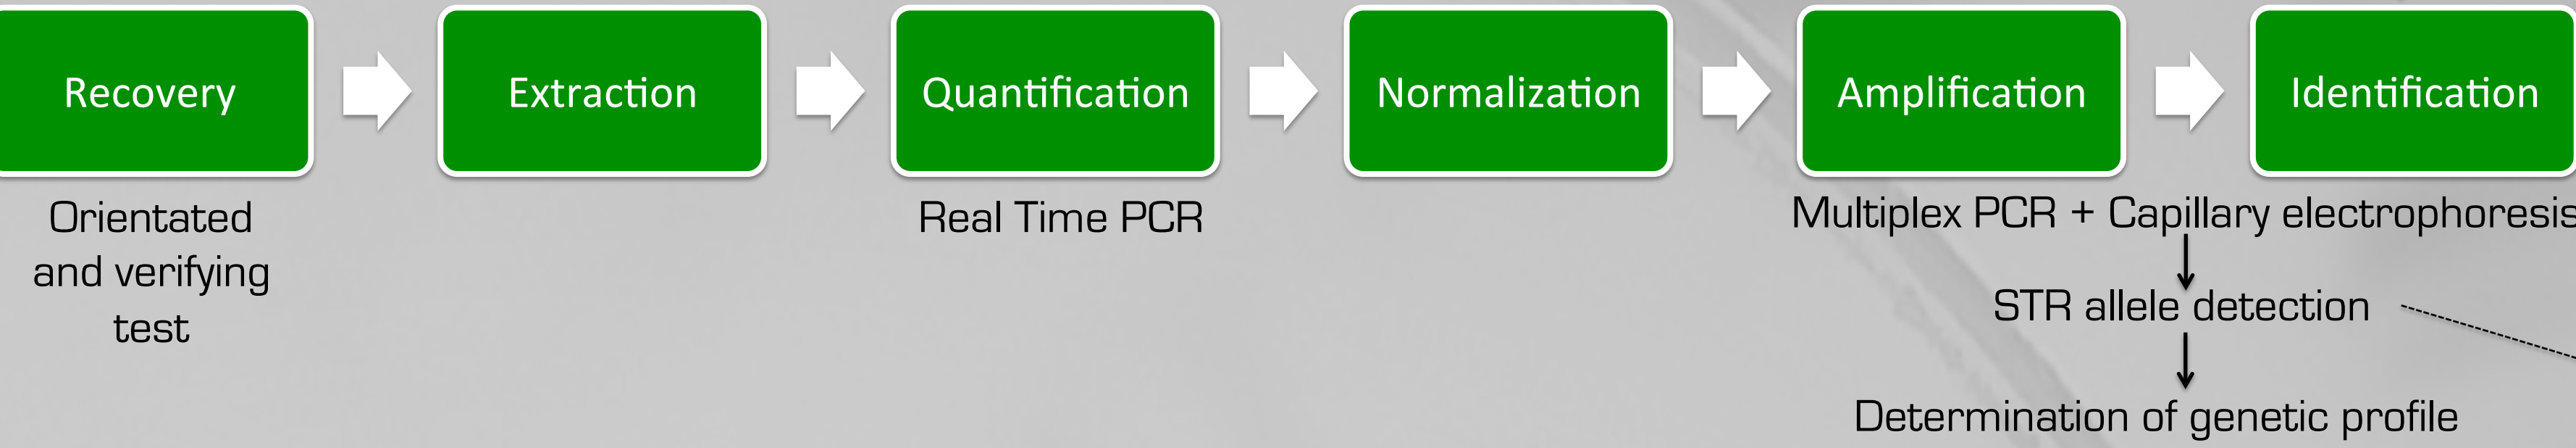 Recovery
Extraction
Quantification
Normalization
Amplification
Identification
Orientated
and verifying
test
Real Time PCR
Multiplex PCR + Capillary electrophoresis
STR allele detection
Determination of genetic profile